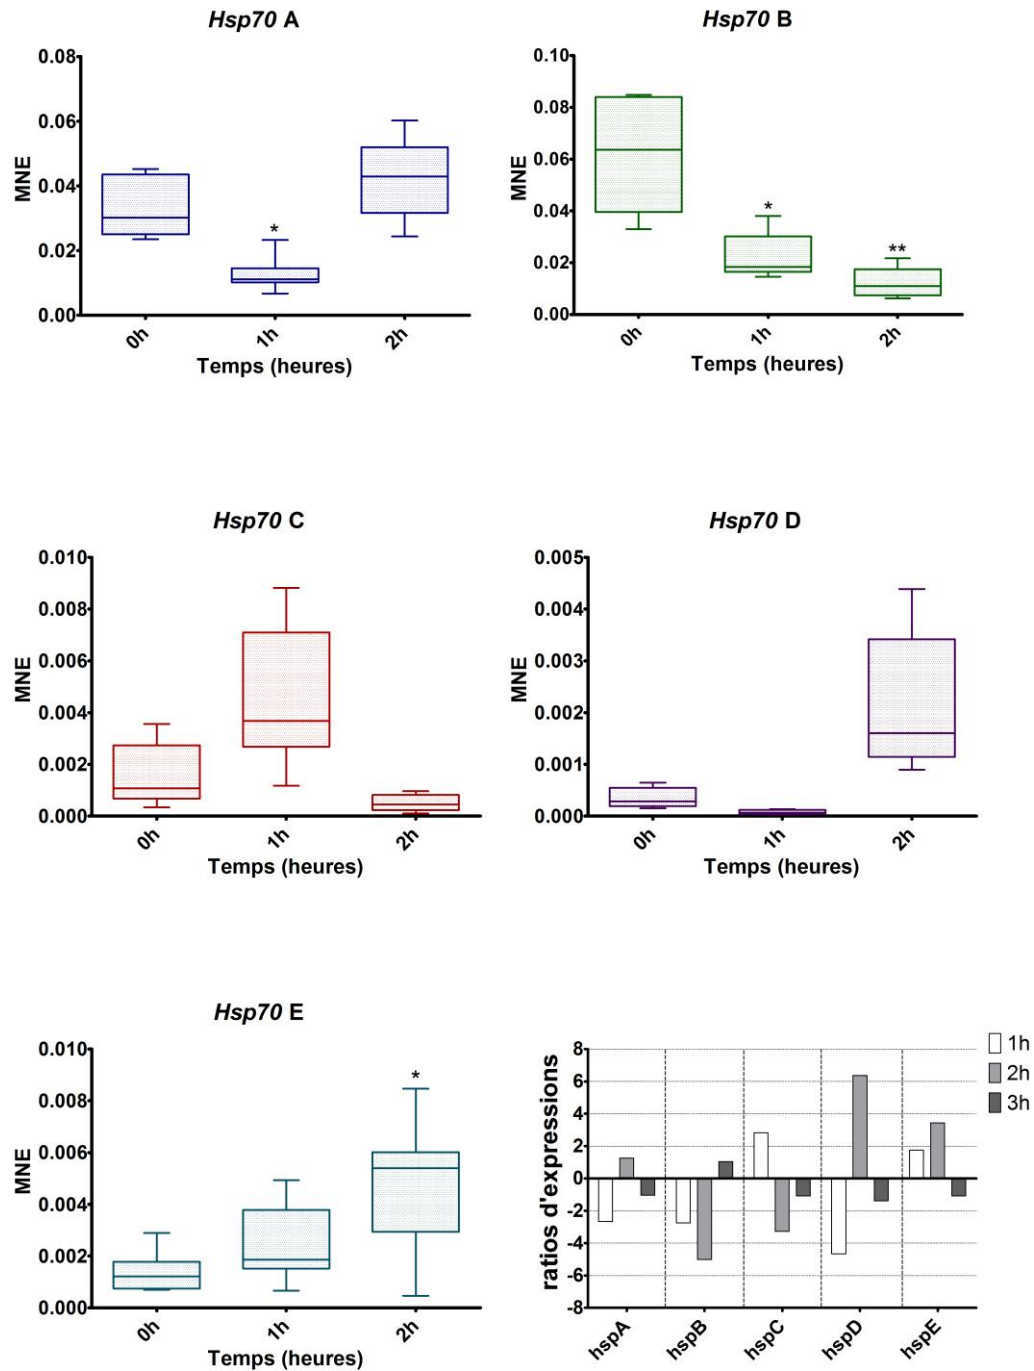 Hsp70 A
0.08
0.06
0.04
0.02
0.00
MNE
*
0h
1h
2h
Temps (heures)
Hsp70 B
0.10
0.08
0.06
0.04
0.02
0.00
MNE
*
**
0h
1h
2h
Temps (heures)
Hsp70 C
0.010
0.008
0.006
0.004
0.002
0.000
MNE
0h
1h
2h
Temps (heures)
Hsp70 D
0.005
0.004
0.003
0.002
0.001
0.000
MNE
0h
1h
2h
Temps (heures)
Hsp70 E
0.010
0.008
0.006
0.004
0.002
0.000
MNE
*
0h
1h
2h
Temps (heures)
8
6
4
2
0
-2
-4
-6
-8
ratios d'expressions
hspA
hspB
hspC
hspD
hspE
1h
2h
3h